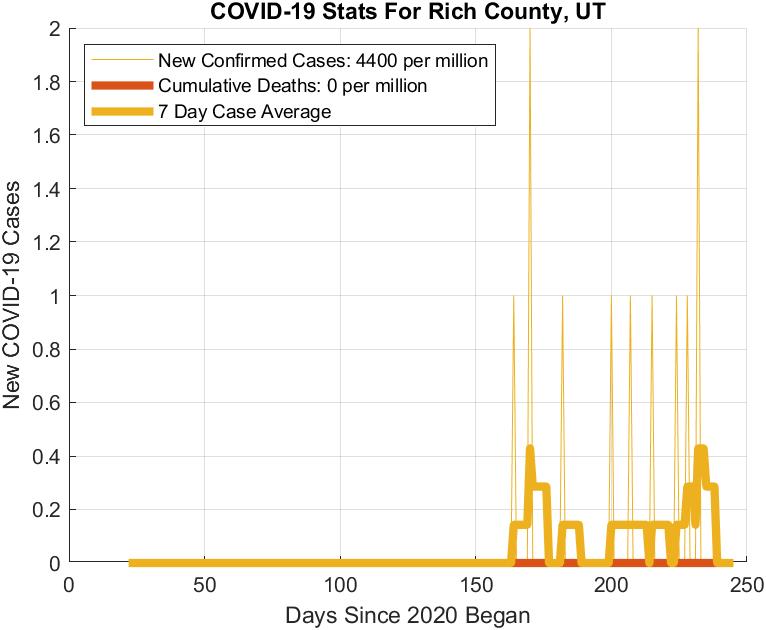 COVID-19 Stats For Rich County, UT
New Confirmed Cases: 4400 per million
Cumulative Deaths: 0 per million
7 Day Case Average
New COVID-19 Cases
2
1.8
1.6
1.4
1.2
1
0.8
0.6
0.4
0.2
0
0 50 100 150 200 250
Days Since 2020 Began